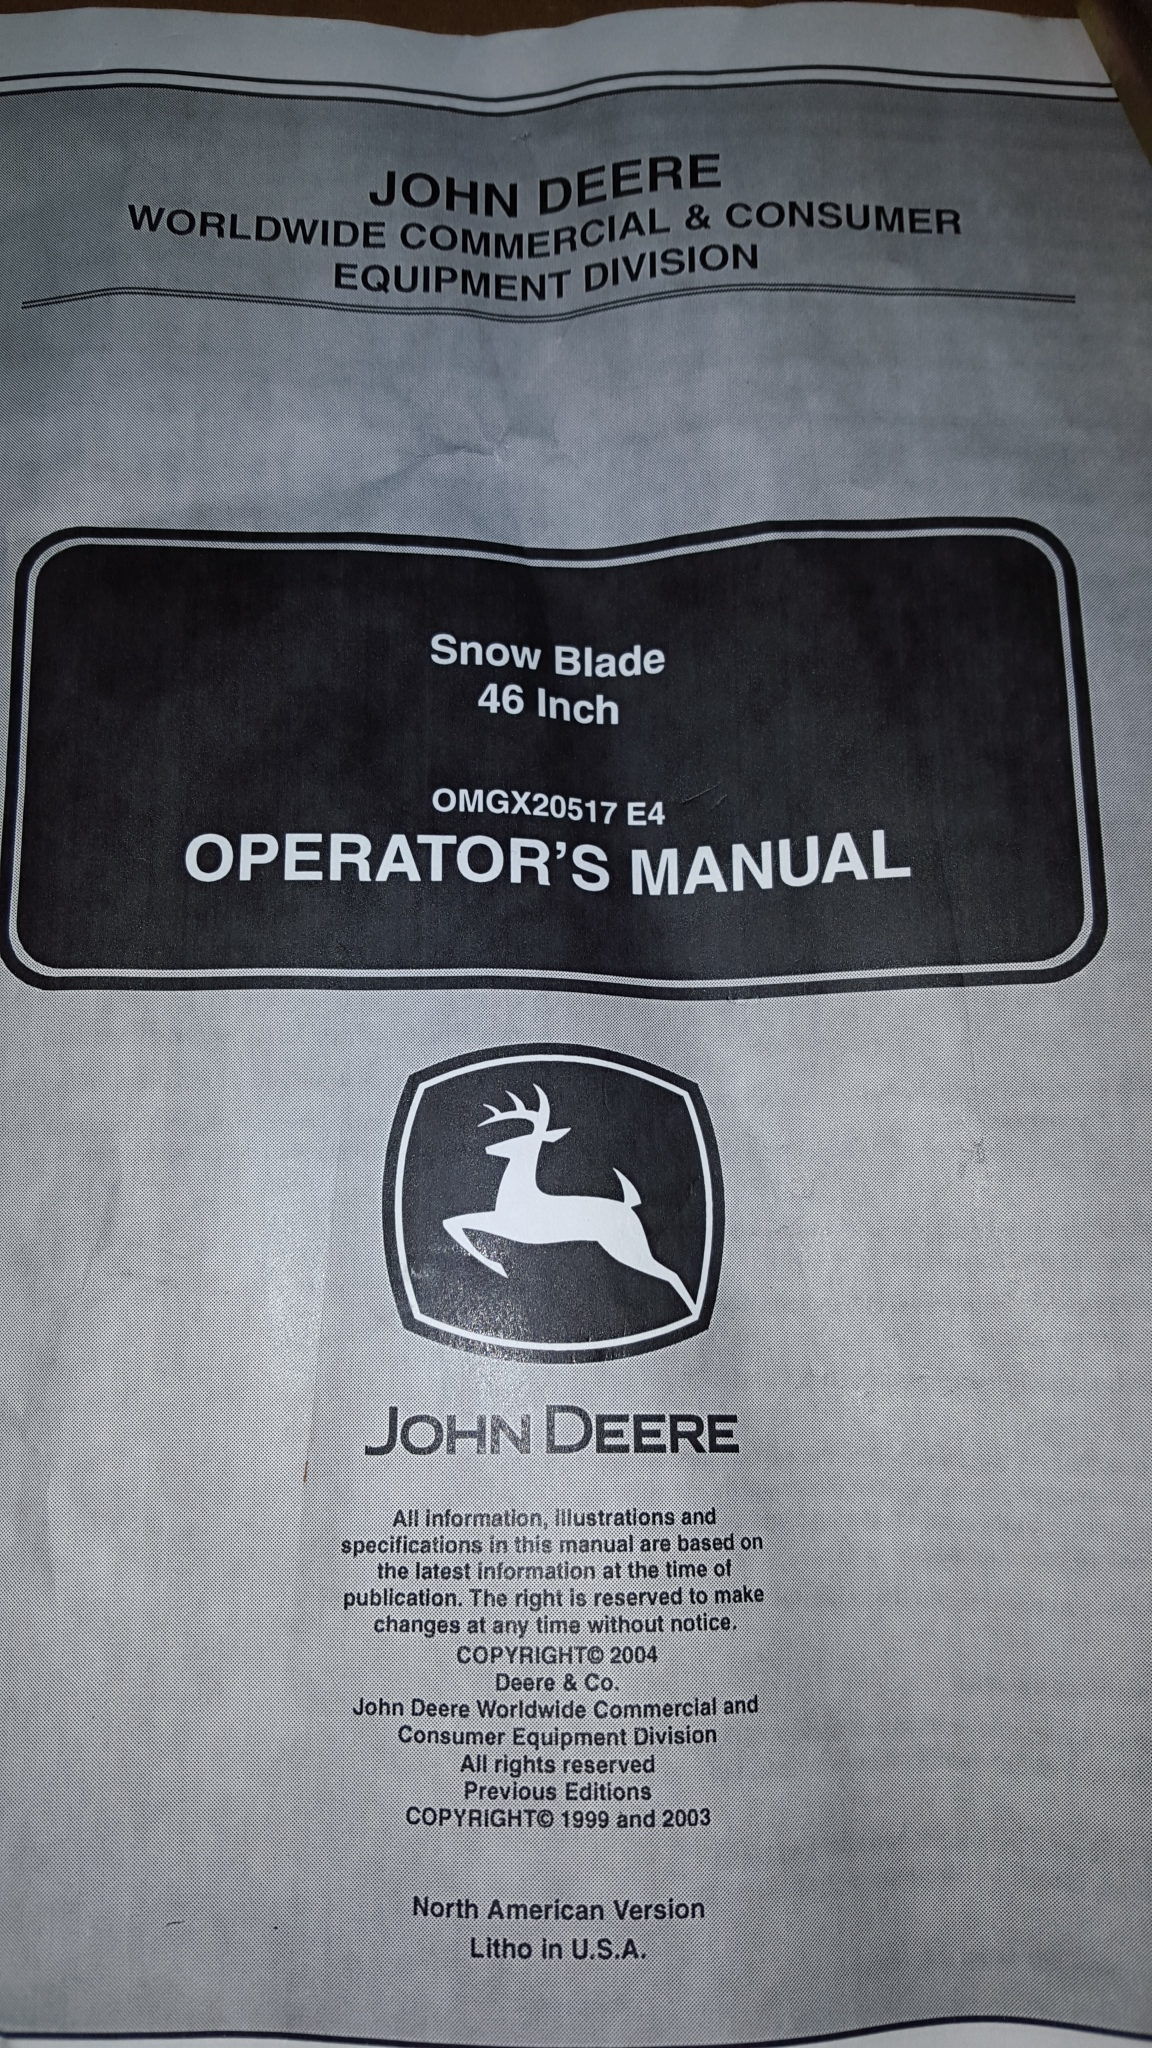 JOHN DEERE
WORLDWIDE COMMERCIAL & CONSUMER
EQUIPMENT DIVISION
Snow Blade
46 Inch
OMGX20517 E4
OPERATOR'S MANUAL
JOHN DEERE
All information, illustrations and
specifications in this manual are based on
the latest information at the time of
publication. The right is reserved to make
changes at any time without notice.
COPYRIGHT© 2004
Deere & Co.
John Deere Worldwide Commercial and
Consumer Equipment Division
All rights reserved
Previous Editions
COPYRIGHT© 1999 and 2003
North American Version
Litho in U.S.A.